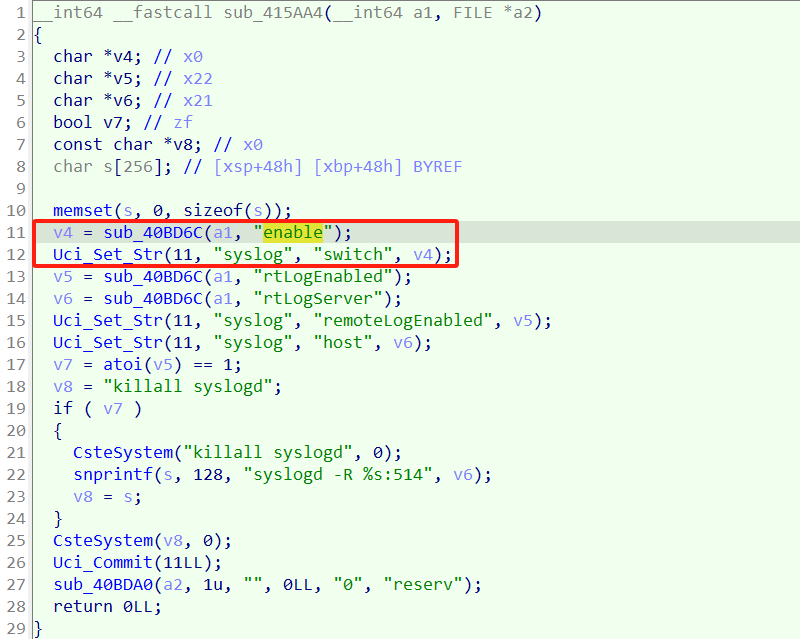 1 __int64 __fastcall sub_415AA4(__int64 a1, FILE *a2)
2 {
3 char *v4; // x0
4 char *v5; // x22
5 char *v6; // x21
6 bool v7; // zf
7 const char *v8; // x0
8 char s[256]; // [xsp+48h] [xbp+48h] BYREF
9
10 memset(s, 0, sizeof(s));
11 v4 = sub_40BD6C(a1, "enable");
12 Uci_Set_Str(11, "syslog", "switch", v4);
13 v5 = sub_40BD6C(a1, "rtLogEnabled");
14 v6 = sub_40BD6C(a1, "rtLogServer");
15 Uci_Set_Str(11, "syslog", "remoteLogEnabled", v5);
16 Uci_Set_Str(11, "syslog", "host", v6);
17 v7 = atoi(v5) == 1;
18 v8 = "killall syslogd";
19 if ( v7 )
20 {
21 CsteSystem("killall syslogd", 0);
22 snprintf(s, 128, "syslogd -R %s:514", v6);
23 v8 = s;
24 }
25 CsteSystem(v8, 0);
26 Uci_Commit(11LL);
27 sub_40BDA0(a2, 1u, "", 0LL, "0", "reserv");
28 return 0LL;
29 }